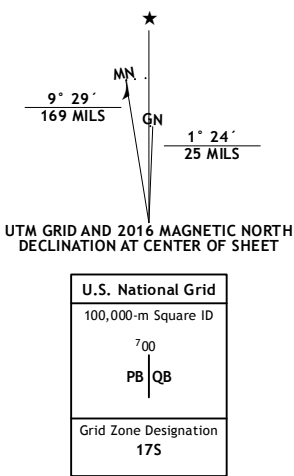 MN
GN
9° 29´
169 MILS
1° 24´
25 MILS
UTM GRID AND 2016 MAGNETIC NORTH
DECLINATION AT CENTER OF SHEET
U.S. National Grid
100,000-m Square ID
⁷00
PB QB
Grid Zone Designation
17S